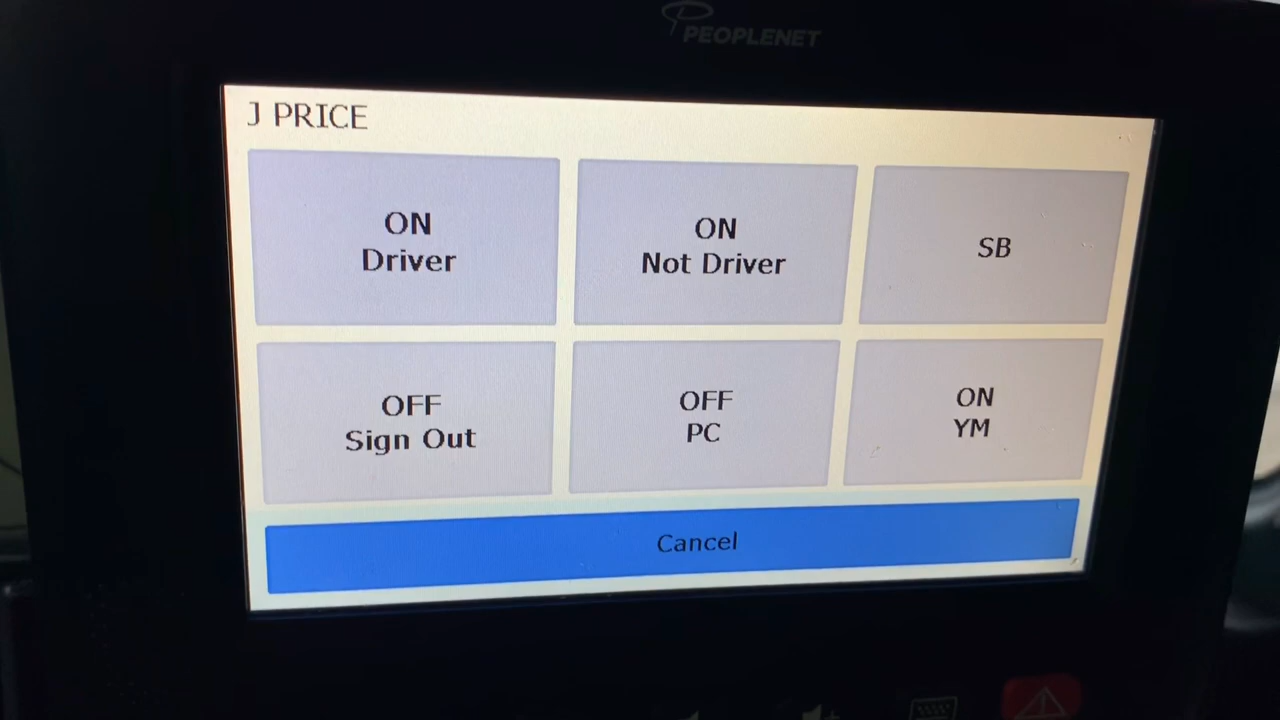 PEOPLENET
J PRICE
ON
Driver
ON
Not Driver
SB
OFF
Sign Out
OFF
PC
ON
YM
Cancel